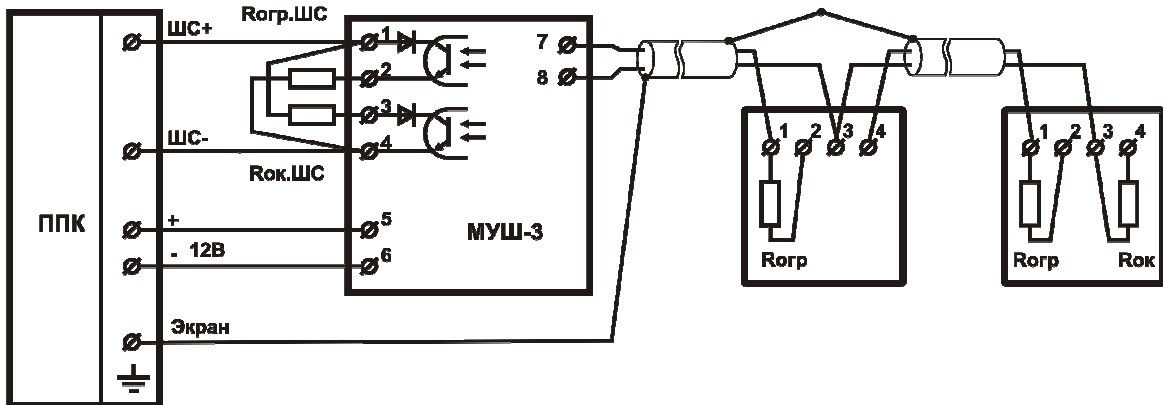 Rогр.ШС
ШС+
1
2
3
4
ШС-
Rок.ШС
7
8
ППК
+
- 12В
5
6
МУШ-3
Экран
1 2 3 4
Rогр
1 2 3 4
Rогр Rок